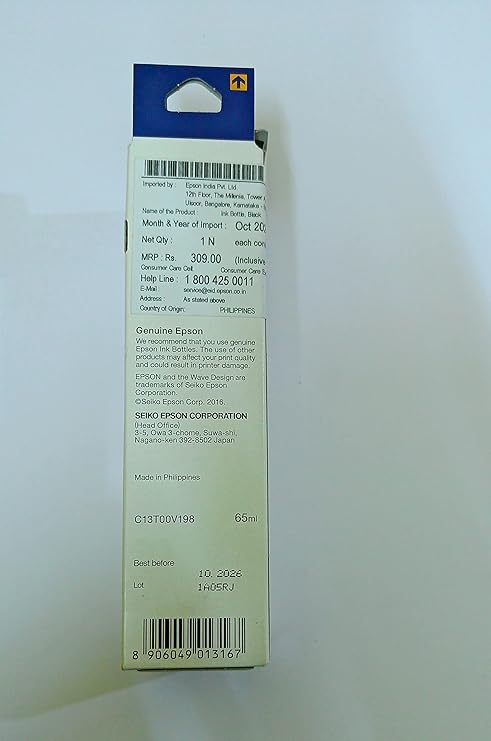 Imported by : Epson India Pvt. Ltd
12th Floor, The Millenia, Tower
Ulsoor, Bangalore, Karnataka -
Name of the Product : Ink Bottle, Black
Month & Year of Import : Oct 20
Net Qty : 1 N each
MRP : Rs. 309.00 (Inclusive
Consumer Care Cell: Consumer Care
Help Line : 1 800 425 0011
E-Mail : service@eid.epson.co.in
Address : As stated above
Country of Origin: PHILIPPINES
Genuine Epson
We recommend that you use genuine
Epson Ink Bottles. The use of other
products may affect your print quality
and could result in printer damage.
EPSON and the Wave Design are
trademarks of Seiko Epson
Corporation.
©Seiko Epson Corp. 2016.
SEIKO EPSON CORPORATION
(Head Office)
3-5, Owa 3-chome, Suwa-shi,
Nagano-ken 392-8502 Japan
Made in Philippines
C13T00V198 65ml
Best before
10. 2026
Lot 1A05RJ
8 906049 013167